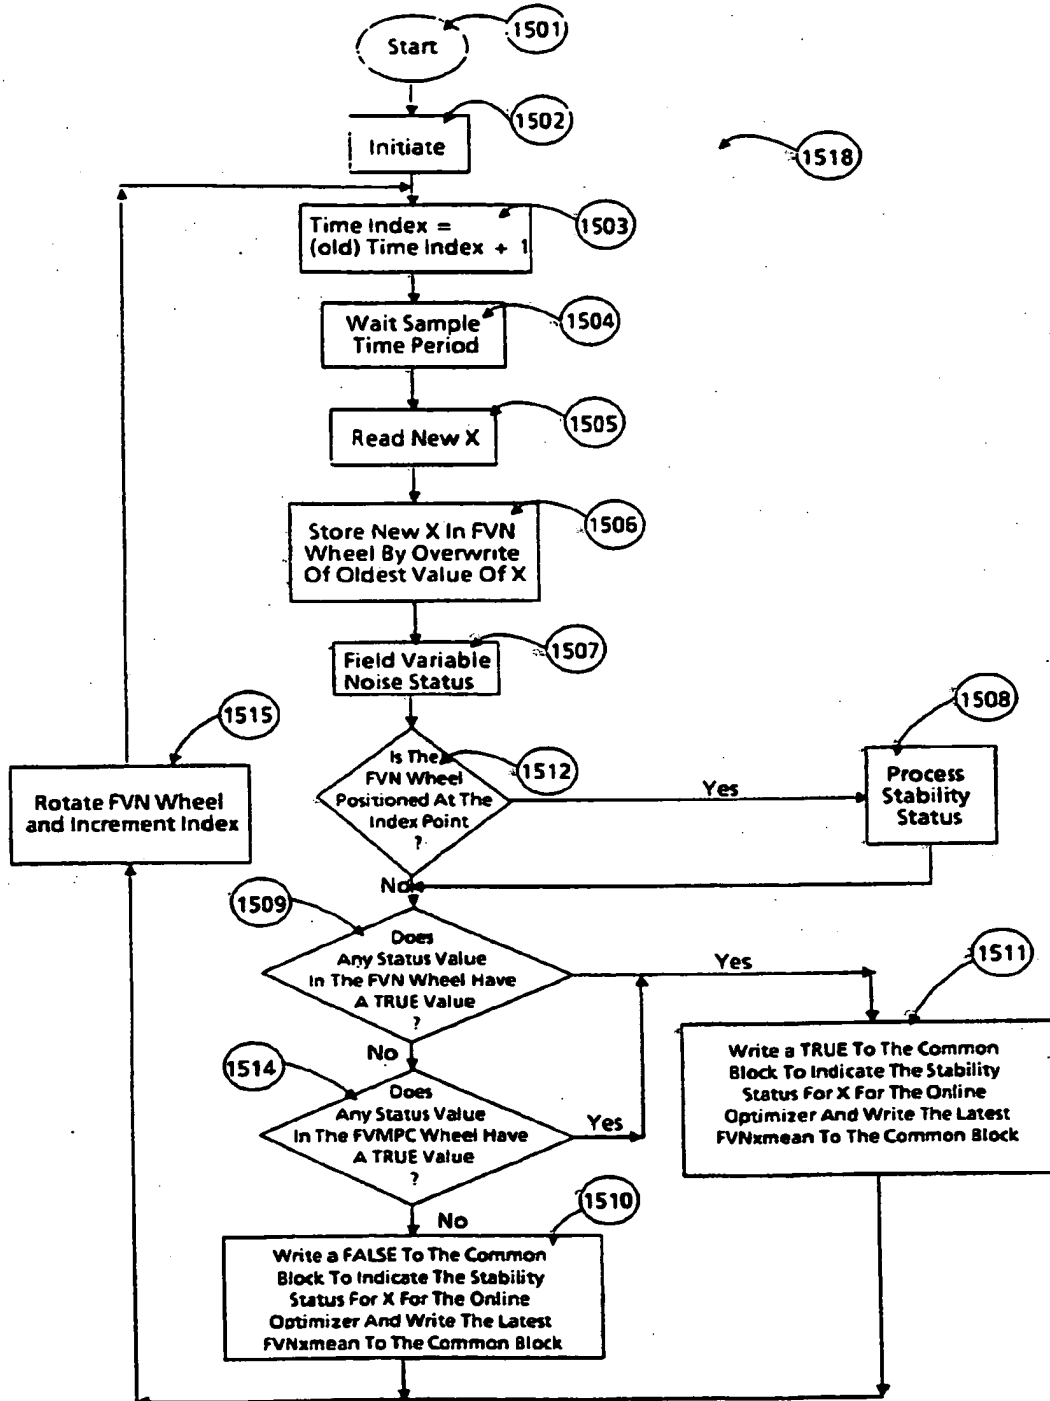 Start
1501
Initiate
1502
1518
Time Index =
(old) Time Index + 1
1503
Wait Sample
Time Period
1504
Read New X
1505
Store New X In FVN
Wheel By Overwrite
Of Oldest Value Of X
1506
Field Variable
Noise Status
1507
Is The
FVN Wheel
Positioned At The
Index Point
?
1512
Yes
Process
Stability
Status
1508
Rotate FVN Wheel
and Increment Index
1515
No
1509
Does
Any Status Value
In The FVN Wheel Have
A TRUE Value
?
Yes
1511
Write a TRUE To The Common
Block To Indicate The Stability
Status For X For The Online
Optimizer And Write The Latest
FVNxmean To The Common Block
No
1514
Does
Any Status Value
In The FVMPC Wheel Have
A TRUE Value
?
Yes
No
1510
Write a FALSE To The Common
Block To Indicate The Stability
Status For X For The Online
Optimizer And Write The Latest
FVNxmean To The Common Block